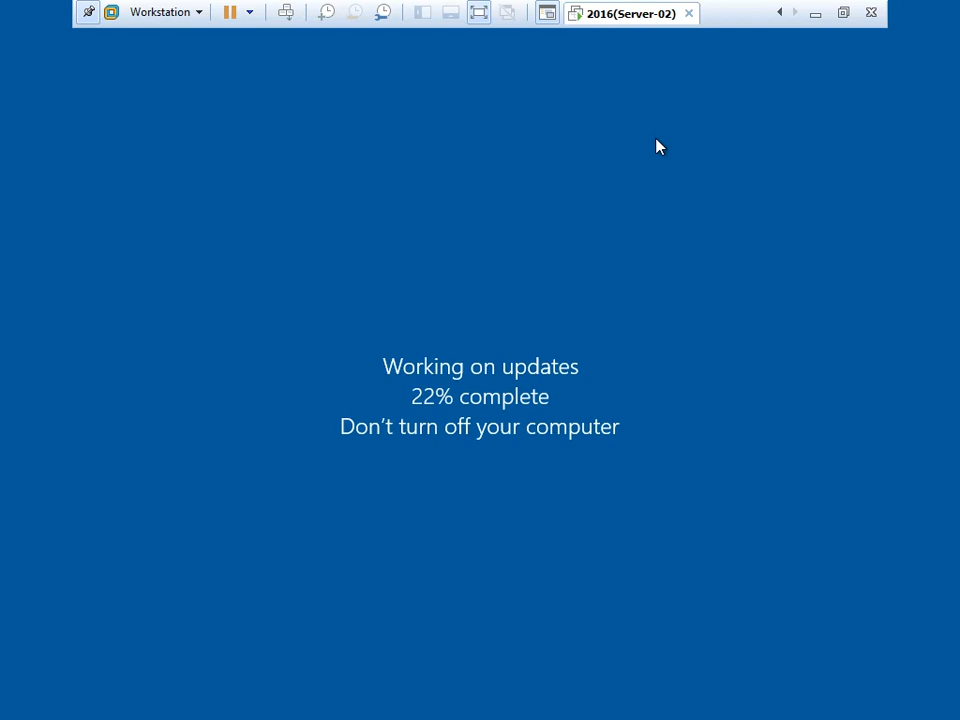 Workstation
2016(Server-02)
Working on updates
22% complete
Don't turn off your computer